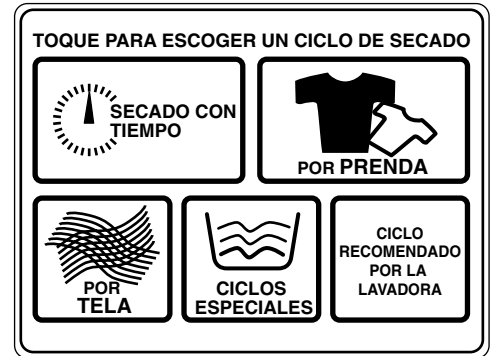 TOQUE PARA ESCOGER UN CICLO DE SECADO
SECADO CON
TIEMPO
POR PRENDA
POR
TELA
CICLOS
ESPECIALES
CICLO
RECOMENDADO
POR LA
LAVADORA